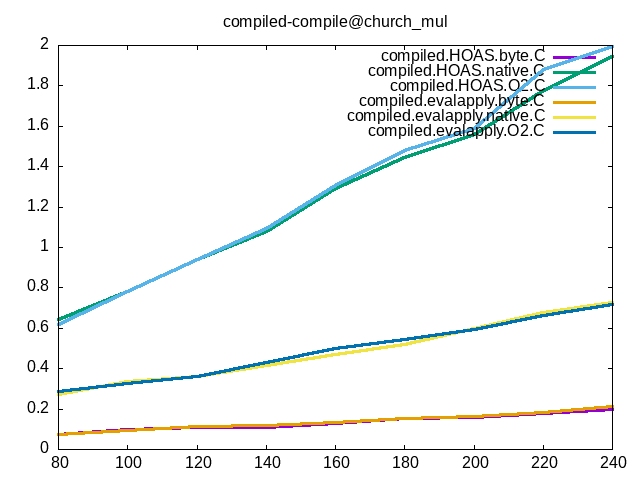 compiled-compile@church_mul
compiled.HOAS.byte.C
compiled.HOAS.native.C
compiled.HOAS.O2.C
compiled.evalapply.byte.C
compiled.evalapply.native.C
compiled.evalapply.O2.C
2
1.8
1.6
1.4
1.2
1
0.8
0.6
0.4
0.2
0
80 100 120 140 160 180 200 220 240